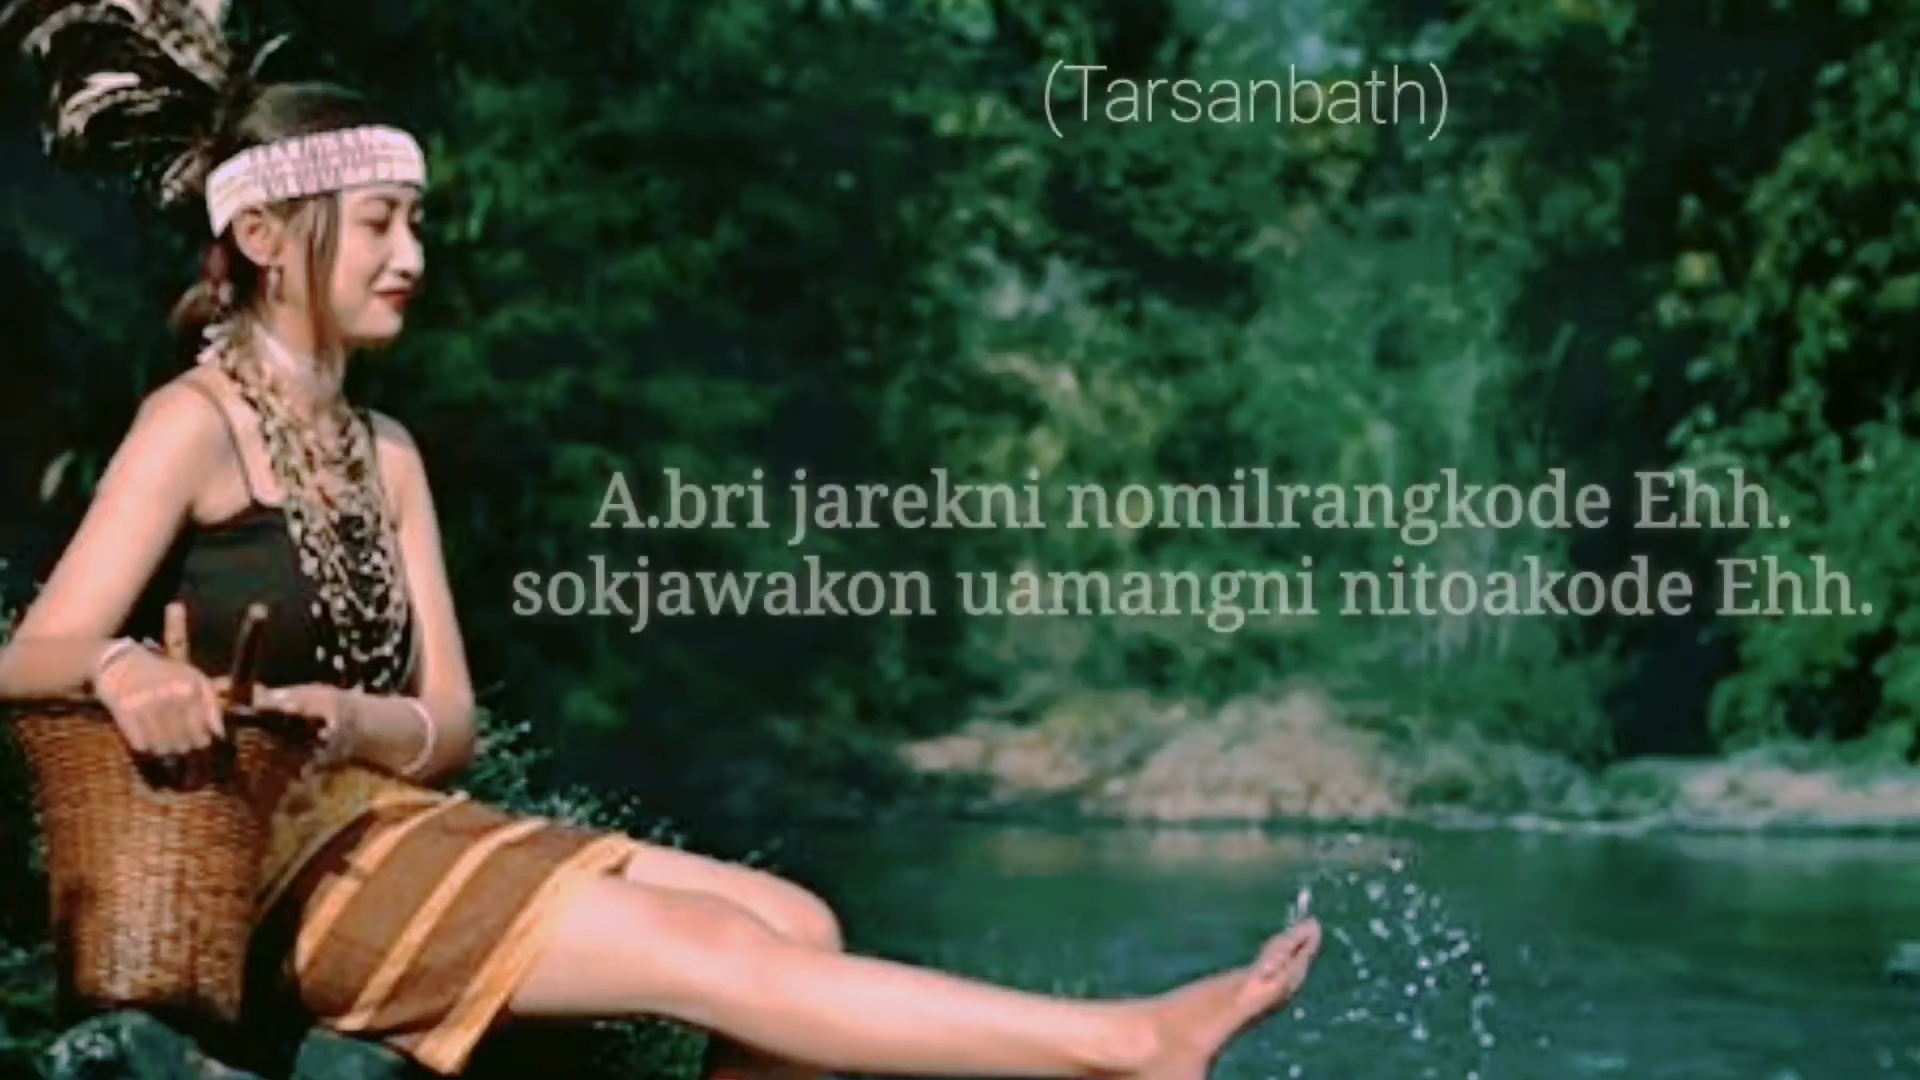 (Tarsanbath)
A.bri jarekni nomilrangkode Ehh.
sokjawakon uamangni nitoakode Ehh.